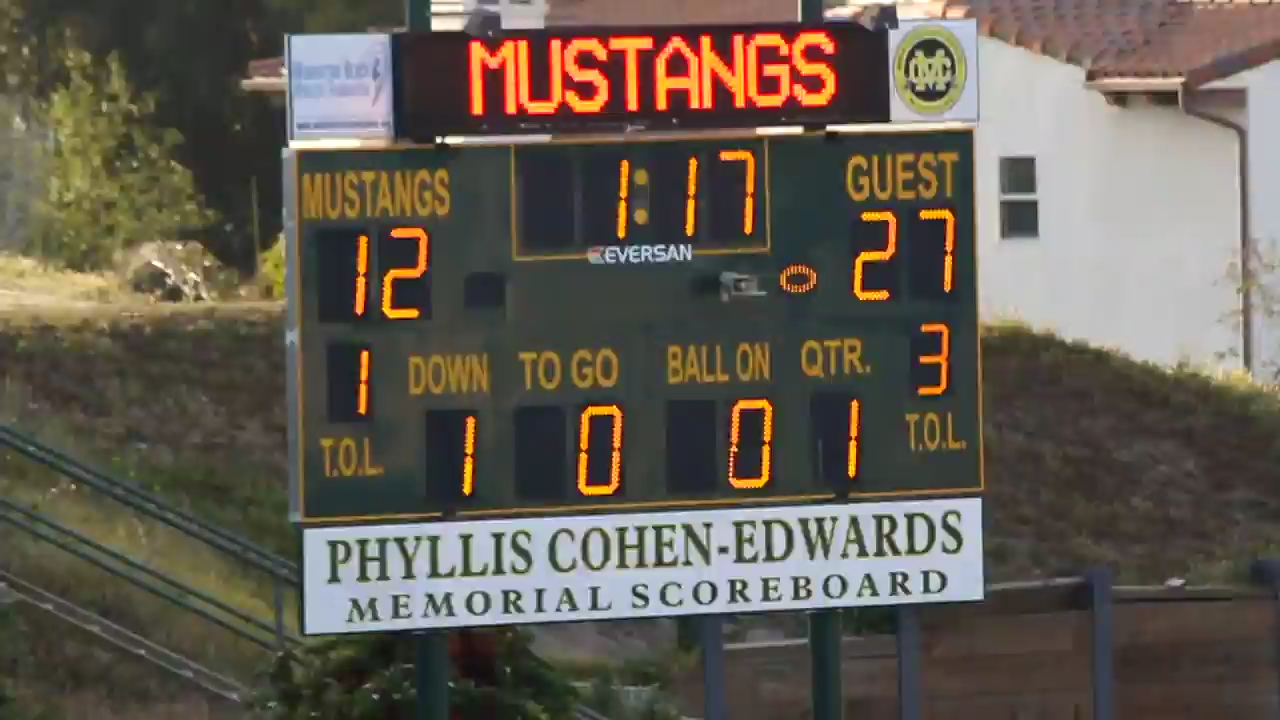 MUSTANGS
MC
MUSTANGS
1:17
GUEST
EVERSAN
12
27
1
DOWN
TO GO
BALL ON
QTR.
3
T.O.L.
1
0
0
1
T.O.L.
PHYLLIS COHEN-EDWARDS
MEMORIAL SCOREBOARD